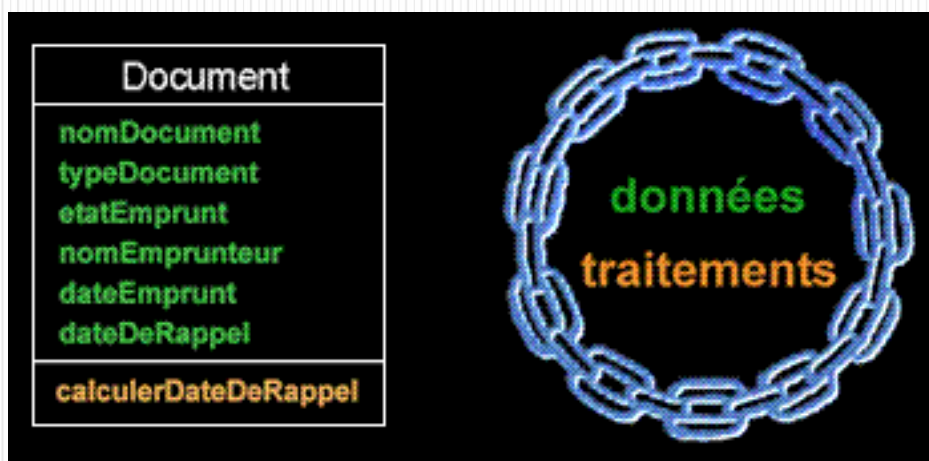 Document
nomDocument
typeDocument
etatEmprunt
nomEmprunteur
dateEmprunt
dateDeRappel
calculerDateDeRappel
données
traitements